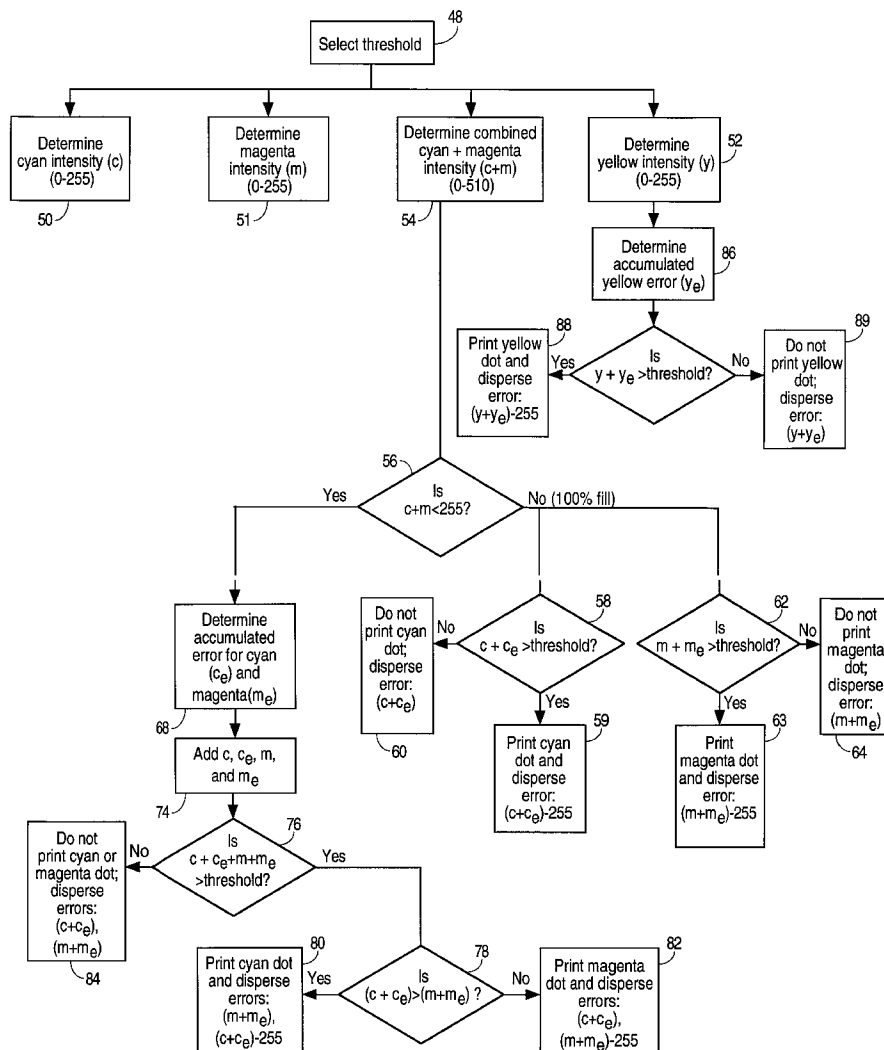 48
Select threshold
Determine
cyan intensity (c)
(0-255)
50
Determine
magenta
intensity (m)
(0-255)
51
Determine combined
cyan + magenta
intensity (c+m)
(0-510)
54
Determine
yellow intensity (y)
(0-255)
52
Determine
accumulated
yellow error (ye)
86
88
Print yellow
dot and
disperse
error:
(y+ye)-255
Yes
Is
y + ye >threshold?
No
89
Do not
print yellow
dot;
disperse
error:
(y+ye)
56
Yes
Is
c+m<255?
No (100% fill)
Determine
accumulated
error for cyan
(ce) and
magenta(me)
68
Do not
print cyan
dot;
disperse
error:
(c+ce)
60
No
58
Is
c + ce >threshold?
Yes
59
Print cyan
dot and
disperse
error:
(c+ce)-255
62
Is
m + me >threshold?
No
Do not
print
magenta
dot;
disperse
error:
(m+me)
64
Yes
63
Print
magenta dot
and disperse
error:
(m+me)-255
Add c, ce, m,
and me
74
76
Is
c + ce+m+me
>threshold?
No
Yes
Do not
print cyan or
magenta dot;
disperse
errors:
(c+ce),
(m+me)
84
80
Print cyan dot
and disperse
errors:
(m+me),
(c+ce)-255
Yes
78
Is
(c + ce)>(m+me) ?
No
82
Print magenta
dot and disperse
errors:
(c+ce),
(m+me)-255